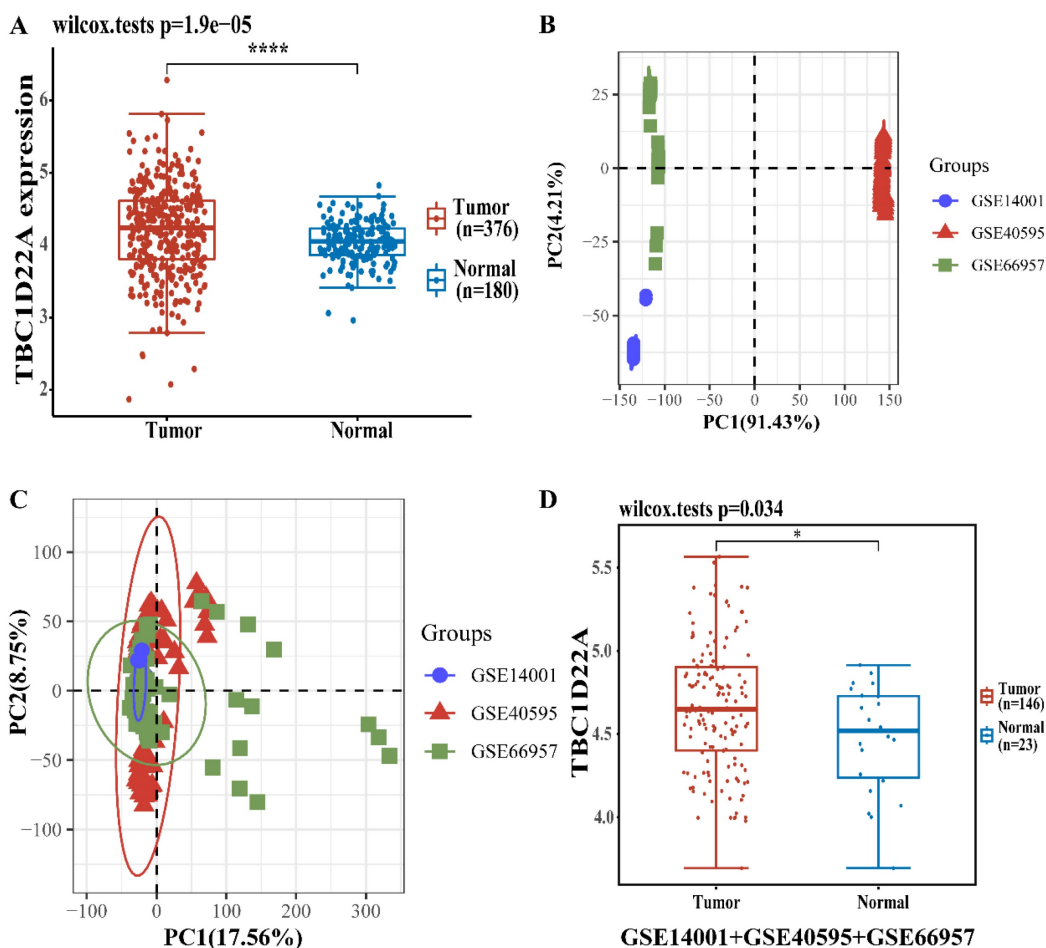 A
wilcox.tests p=1.9e−05
****
TBC1D22A expression
6
5
4
3
2
Tumor
Normal
Tumor
(n=376)
Normal
(n=180)
B
PC2(4.21%)
25
0
−25
−50
−150
−100
−50
0
50
100
150
PC1(91.43%)
Groups
GSE14001
GSE40595
GSE66957
C
PC2(8.75%)
100
50
0
−50
−100
−100
0
100
200
300
PC1(17.56%)
Groups
GSE14001
GSE40595
GSE66957
D
wilcox.tests p=0.034
*
TBC1D22A
5.5
5.0
4.5
4.0
Tumor
Normal
GSE14001+GSE40595+GSE66957
Tumor
(n=146)
Normal
(n=23)